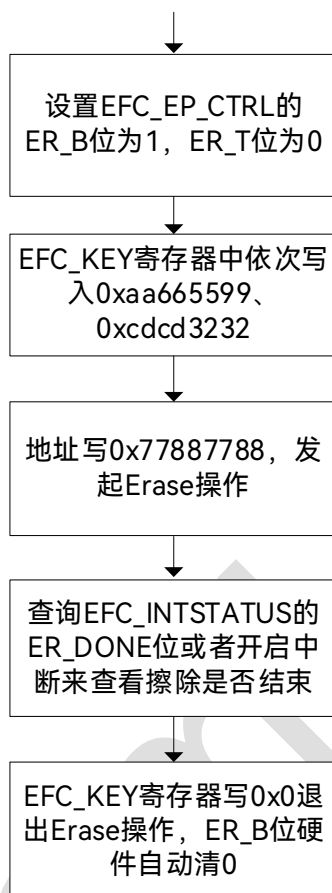 设置EFC_EP_CTRL的
ER_B位为1，ER_T位为0
EFC_KEY寄存器中依次写
入0xaa665599、
0xcdcd3232
地址写0x77887788，发
起Erase操作
查询EFC_INTSTATUS的
ER_DONE位或者开启中
断来查看擦除是否结束
EFC_KEY寄存器写0x0退
出Erase操作，ER_B位硬
件自动清0